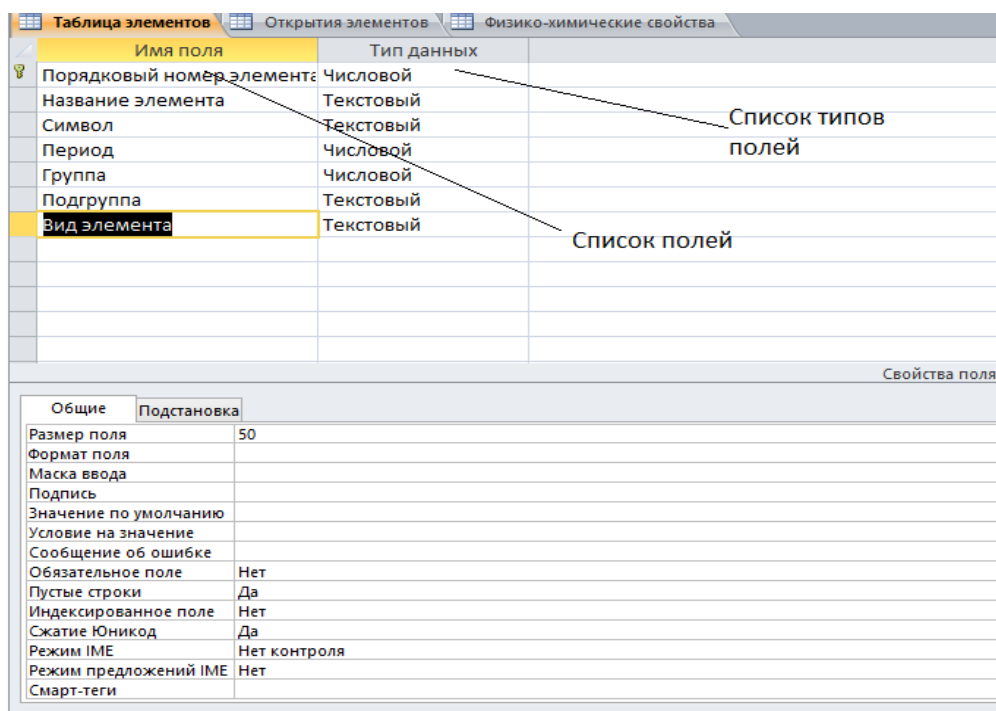 Таблица элементов Открытия элементов Физико-химические свойства
Имя поля Тип данных
Порядковый номер элемента Числовой
Название элемента Текстовый
Символ Текстовый
Период Числовой
Группа Числовой
Подгруппа Текстовый
Вид элемента Текстовый
Список типов
полей
Список полей
Свойства поля
Общие Подстановка
Размер поля 50
Формат поля
Маска ввода
Подпись
Значение по умолчанию
Условие на значение
Сообщение об ошибке
Обязательное поле Нет
Пустые строки Да
Индексированное поле Нет
Сжатие Юникод Да
Режим IME Нет контроля
Режим предложений IME Нет
Смарт-теги